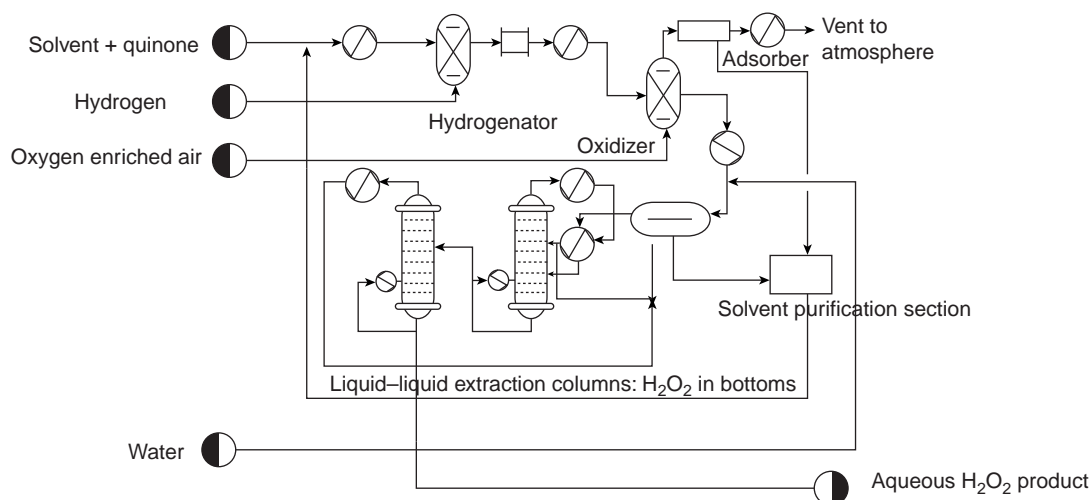 Solvent + quinone
Vent to
atmosphere
Adsorber
Hydrogen
Hydrogenator
Oxidizer
Oxygen enriched air
Solvent purification section
Liquid–liquid extraction columns: H₂O₂ in bottoms
Water
Aqueous H₂O₂ product